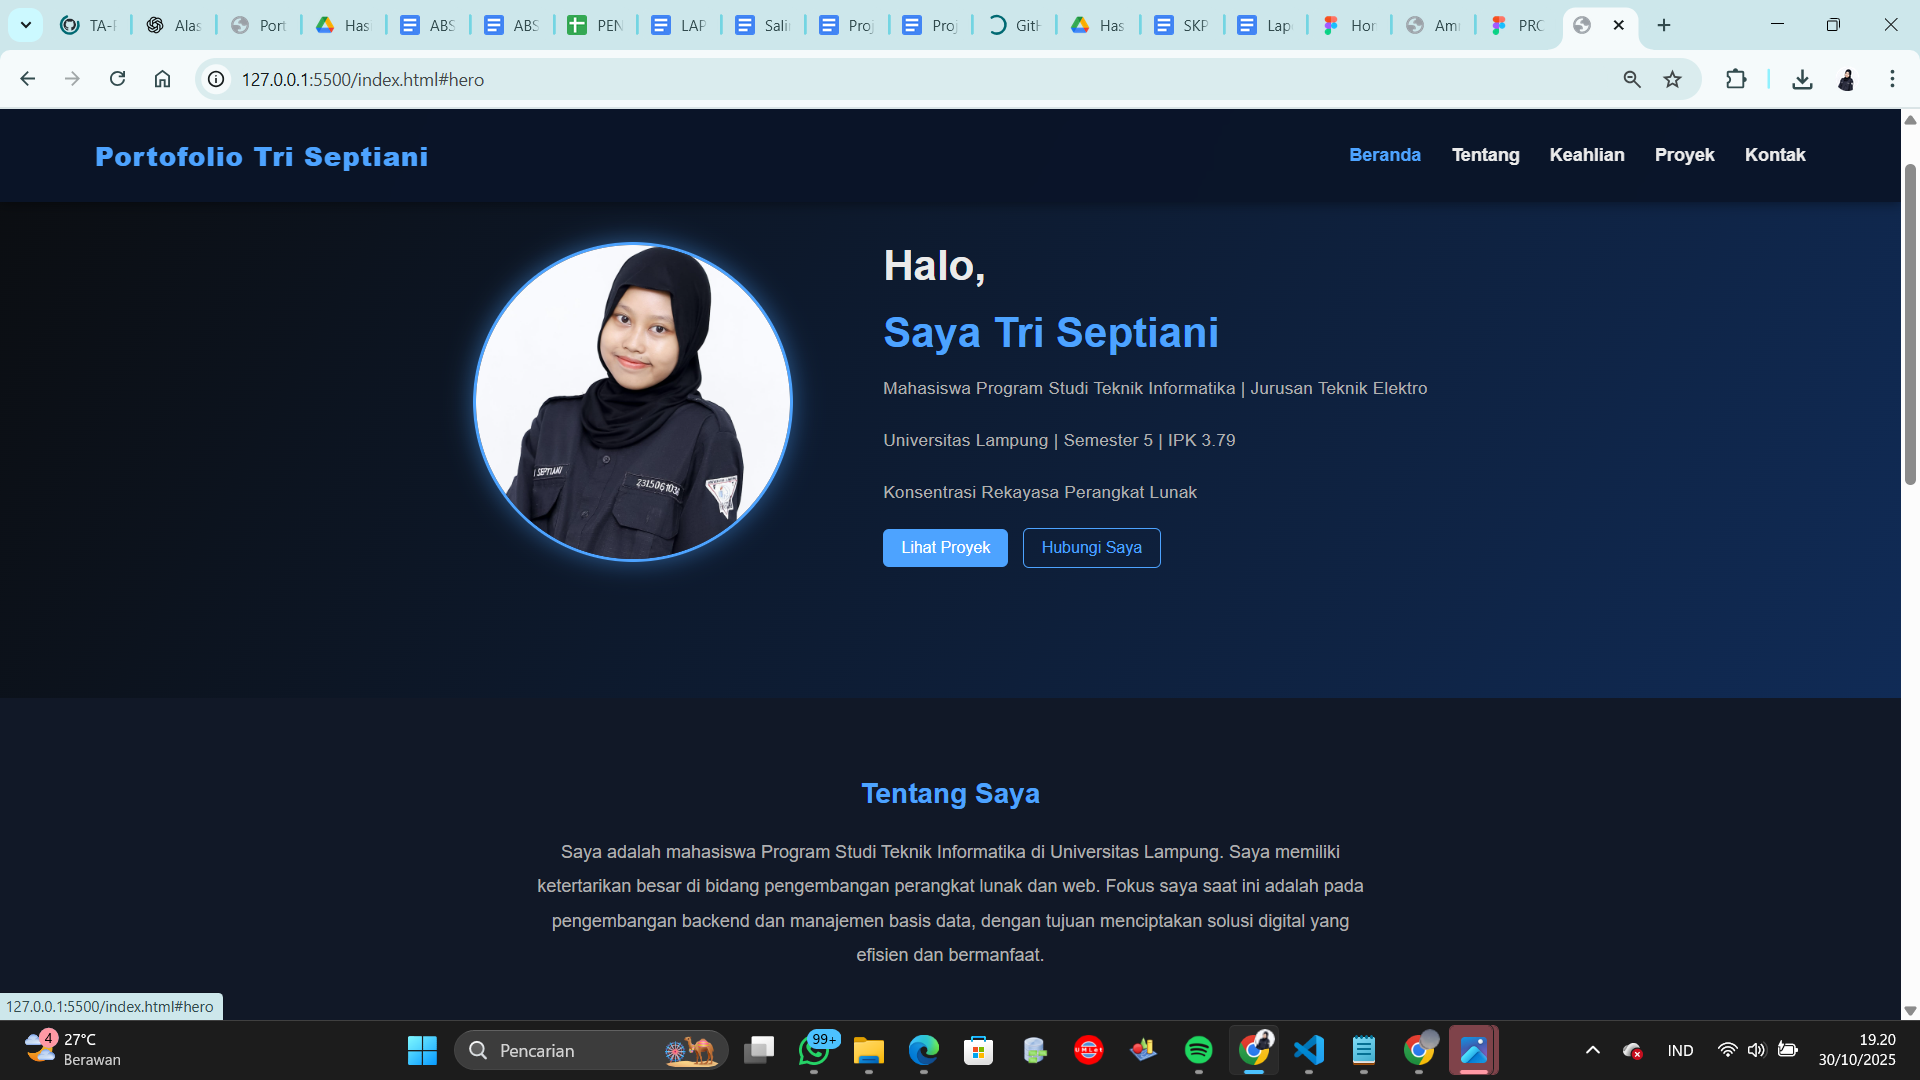 TA-
Alas
Port
Hasi
ABS
ABS
PEN
LAP
Salin
Proj
Proj
GitH
Has
SKP
Lap
Hor
Am
PRO
127.0.0.1:5500/index.html#hero
Portofolio Tri Septiani
Beranda Tentang Keahlian Proyek Kontak
Halo,
Saya Tri Septiani
Mahasiswa Program Studi Teknik Informatika | Jurusan Teknik Elektro
Universitas Lampung | Semester 5 | IPK 3.79
Konsentrasi Rekayasa Perangkat Lunak
SEPTIANI
Lihat Proyek Hubungi Saya
Tentang Saya
Saya adalah mahasiswa Program Studi Teknik Informatika di Universitas Lampung. Saya memiliki
ketertarikan besar di bidang pengembangan perangkat lunak dan web. Fokus saya saat ini adalah pada
pengembangan backend dan manajemen basis data, dengan tujuan menciptakan solusi digital yang
efisien dan bermanfaat.
127.0.0.1:5500/index.html#hero
4
27°C
Berawan
Pencarian
99+
UMLet
IND
19.20
30/10/2025